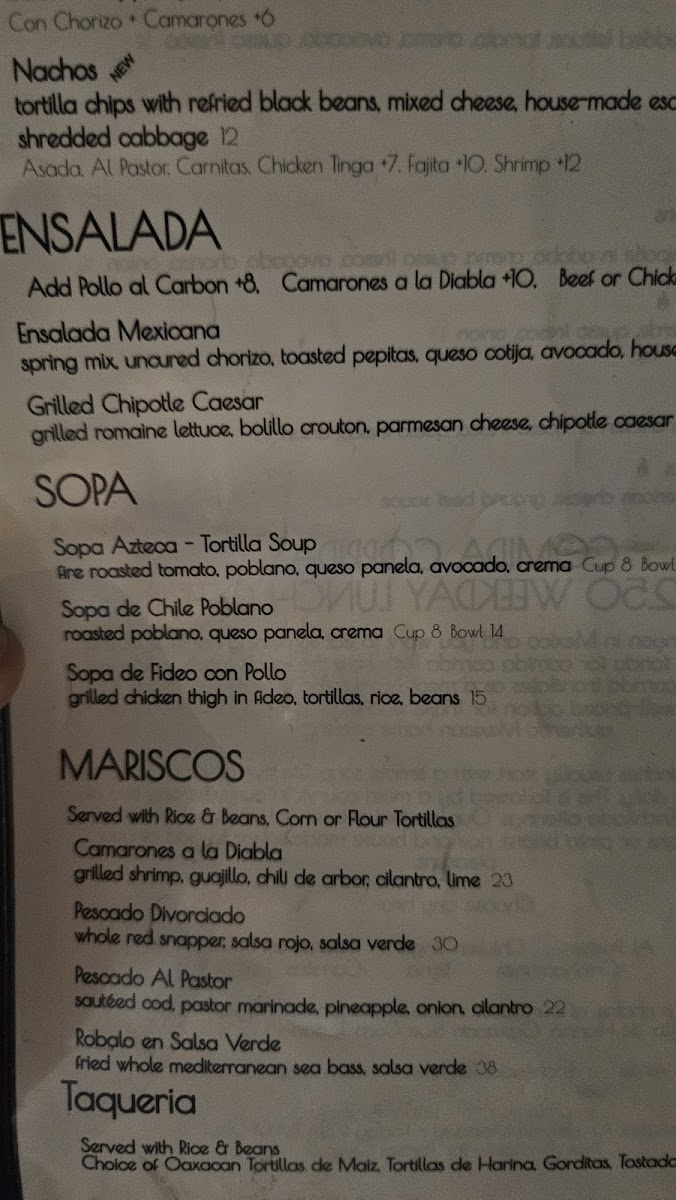 Con Chorizo + Camarones +6
Nachos NEW
tortilla chips with refried black beans, mixed cheese, house-made esc
shredded cabbage 12
Asada, Al Pastor, Carnitas, Chicken Tinga +7, Fajita +10, Shrimp +12
ENSALADA
Add Pollo al Carbon +8, Camarones a la Diabla +10, Beef or Chick
Ensalada Mexicana
spring mix, uncured chorizo, toasted pepitas, queso cotija, avocado, house
Grilled Chipotle Caesar
grilled romaine lettuce, bolillo crouton, parmesan cheese, chipotle caesar
SOPA
Sopa Azteca - Tortilla Soup
fire roasted tomato, poblano, queso panela, avocado, crema Cup 8 Bowl
Sopa de Chile Poblano
roasted poblano, queso panela, crema Cup 8 Bowl 14
Sopa de Fideo con Pollo
grilled chicken thigh in fideo, tortillas, rice, beans 15
MARISCOS
Served with Rice & Beans, Corn or Flour Tortillas
Camarones a la Diabla
grilled shrimp, guajillo, chili de arbor, cilantro, lime 23
Pescado Divorciado
whole red snapper, salsa rojo, salsa verde 30
Pescado Al Pastor
sautéed cod, pastor marinade, pineapple, onion, cilantro 22
Robalo en Salsa Verde
fried whole mediterranean sea bass, salsa verde 38
Taqueria
Served with Rice & Beans
Choice of Oaxacan Tortillas de Maiz, Tortillas de Harina, Gorditas, Tostada